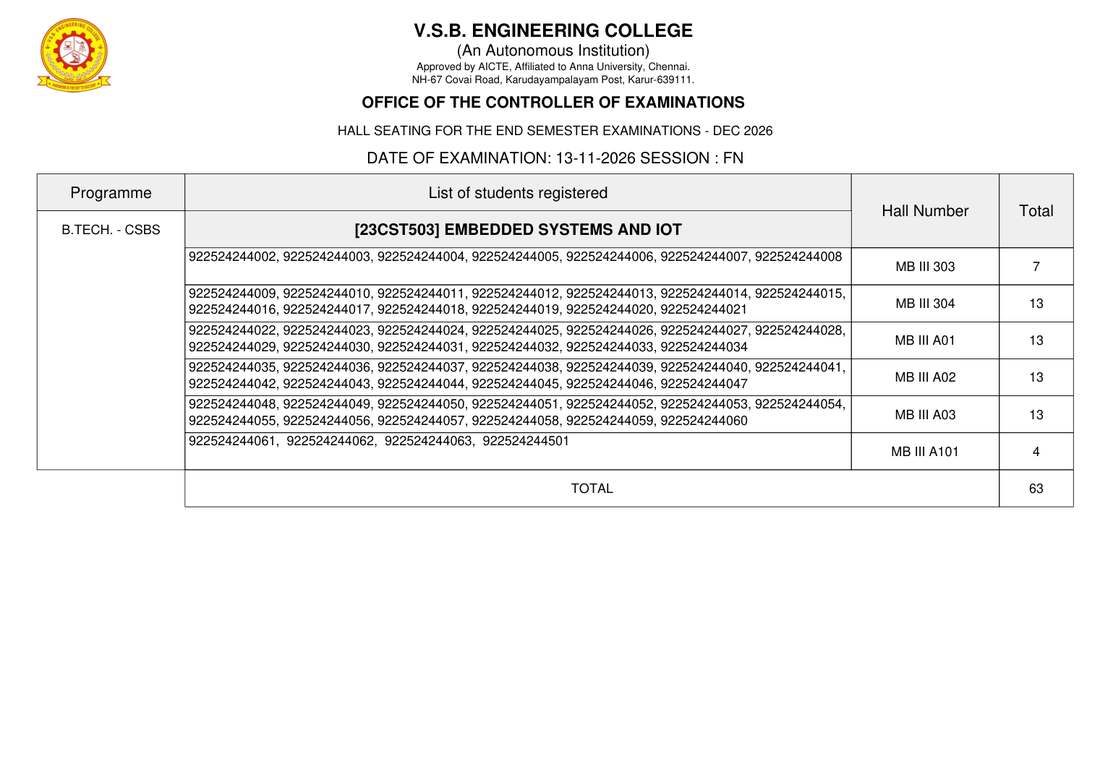 V.S.B. ENGINEERING COLLEGE
(An Autonomous Institution)
Approved by AICTE, Affiliated to Anna University, Chennai.
NH-67 Covai Road, Karudayampalayam Post, Karur-639111.
OFFICE OF THE CONTROLLER OF EXAMINATIONS
HALL SEATING FOR THE END SEMESTER EXAMINATIONS - DEC 2026
DATE OF EXAMINATION: 13-11-2026 SESSION : FN
Programme
List of students registered
Hall Number
Total
B.TECH. - CSBS
[23CST503] EMBEDDED SYSTEMS AND IOT
922524244002, 922524244003, 922524244004, 922524244005, 922524244006, 922524244007, 922524244008
MB III 303
7
922524244009, 922524244010, 922524244011, 922524244012, 922524244013, 922524244014, 922524244015,
922524244016, 922524244017, 922524244018, 922524244019, 922524244020, 922524244021
MB III 304
13
922524244022, 922524244023, 922524244024, 922524244025, 922524244026, 922524244027, 922524244028,
922524244029, 922524244030, 922524244031, 922524244032, 922524244033, 922524244034
MB III A01
13
922524244035, 922524244036, 922524244037, 922524244038, 922524244039, 922524244040, 922524244041,
922524244042, 922524244043, 922524244044, 922524244045, 922524244046, 922524244047
MB III A02
13
922524244048, 922524244049, 922524244050, 922524244051, 922524244052, 922524244053, 922524244054,
922524244055, 922524244056, 922524244057, 922524244058, 922524244059, 922524244060
MB III A03
13
922524244061, 922524244062, 922524244063, 922524244501
MB III A101
4
TOTAL
63